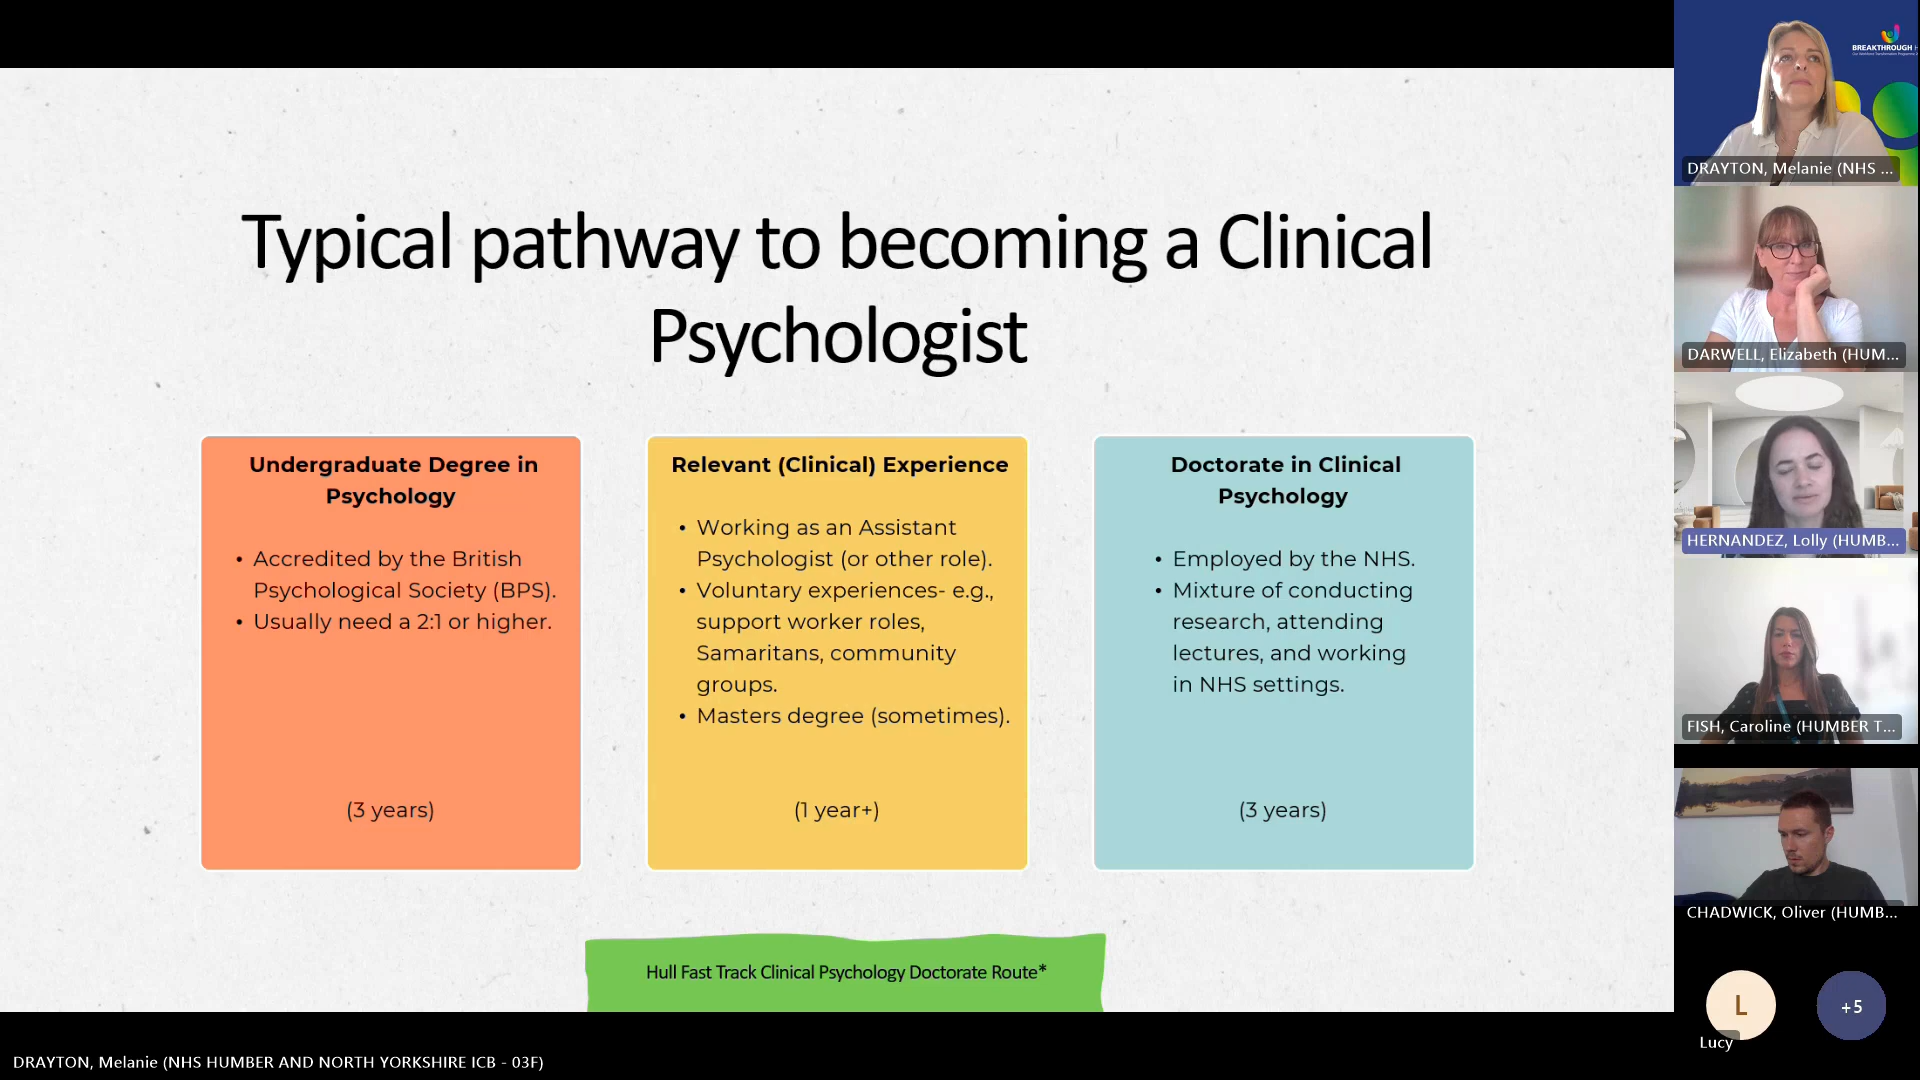 Typical pathway to becoming a Clinical
Psychologist
Undergraduate Degree in
Psychology
• Accredited by the British
Psychological Society (BPS).
• Usually need a 2:1 or higher.
(3 years)
Relevant (Clinical) Experience
• Working as an Assistant
Psychologist (or other role).
• Voluntary experiences- e.g.,
support worker roles,
Samaritans, community
groups.
• Masters degree (sometimes).
(1 year+)
Doctorate in Clinical
Psychology
• Employed by the NHS.
• Mixture of conducting
research, attending
lectures, and working
in NHS settings.
(3 years)
Hull Fast Track Clinical Psychology Doctorate Route*
BREAKTHROUGH
DRAYTON, Melanie (NHS ...
DARWELL, Elizabeth (HUM...
HERNANDEZ, Lolly (HUMB...
FISH, Caroline (HUMBER T...
CHADWICK, Oliver (HUMB...
L
+5
Lucy
DRAYTON, Melanie (NHS HUMBER AND NORTH YORKSHIRE ICB - 03F)